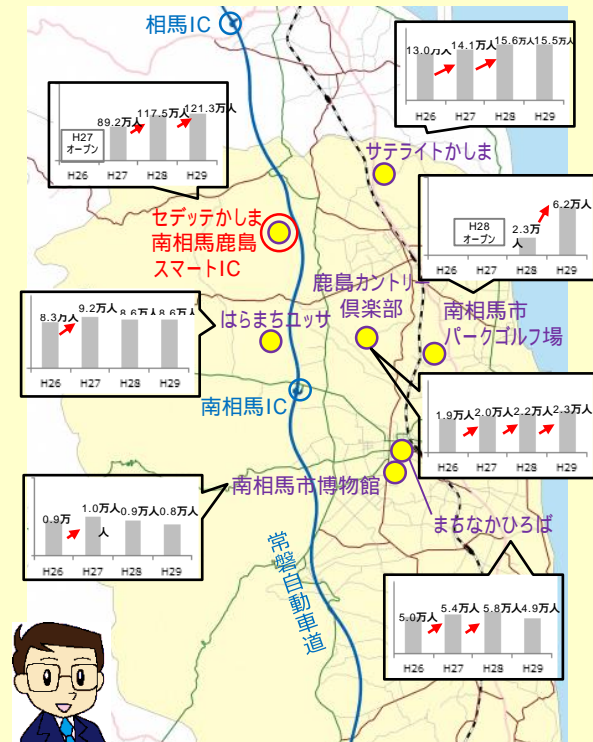 相馬IC
13.0万人 14.1万人 15.6万人 15.5万人
H26 H27 H28 H29
89.2万人 117.5万人 121.3万人
H27
オープン
H26 H27 H28 H29
サテライトかしま
セデッテかしま
南相馬鹿島
スマートIC
2.3万
人
6.2万人
H28
オープン
H26 H27 H28 H29
鹿島カントリー
倶楽部
南相馬市
パークゴルフ場
8.3万人 9.2万人 8.6万人 8.6万人
H26 H27 H28 H29
はらまちユッサ
南相馬IC
1.9万人 2.0万人 2.2万人 2.3万人
H26 H27 H28 H29
南相馬市博物館
まちなかひろば
0.9万
1.0万人 0.9万人 0.8万人
人
H26 H27 H28 H29
常磐自動車道
5.0万人 5.4万人 5.8万人 4.9万人
H26 H27 H28 H29